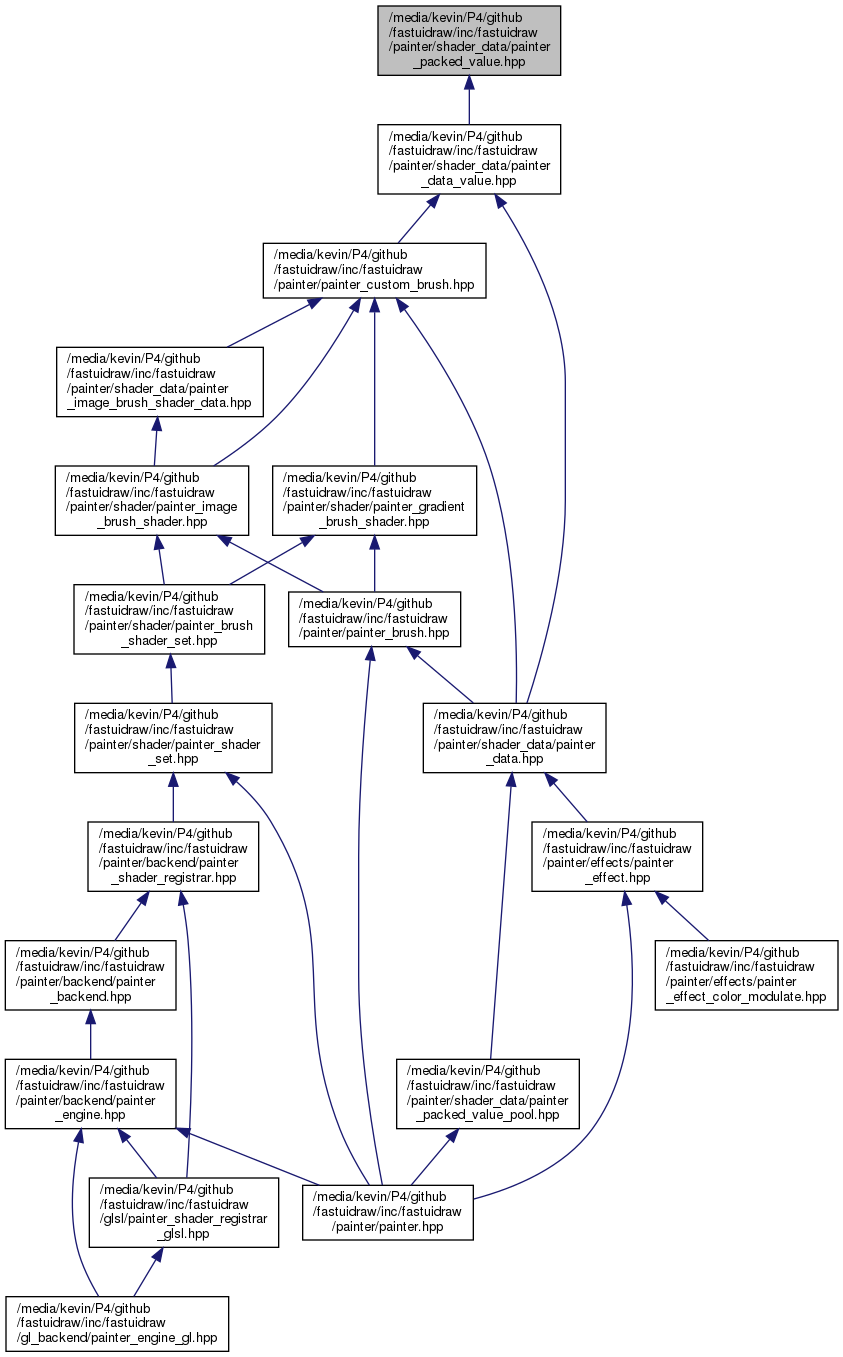 /media/kevin/P4/github
/fastuidraw/inc/fastuidraw
/painter/shader_data/painter
_packed_value.hpp
/media/kevin/P4/github
/fastuidraw/inc/fastuidraw
/painter/shader_data/painter
_data_value.hpp
/media/kevin/P4/github
/fastuidraw/inc/fastuidraw
/painter/painter_custom_brush.hpp
/media/kevin/P4/github
/fastuidraw/inc/fastuidraw
/painter/shader_data/painter
_image_brush_shader_data.hpp
/media/kevin/P4/github
/fastuidraw/inc/fastuidraw
/painter/shader/painter_image
_brush_shader.hpp
/media/kevin/P4/github
/fastuidraw/inc/fastuidraw
/painter/shader/painter_gradient
_brush_shader.hpp
/media/kevin/P4/github
/fastuidraw/inc/fastuidraw
/painter/shader/painter_brush
_shader_set.hpp
/media/kevin/P4/github
/fastuidraw/inc/fastuidraw
/painter/painter_brush.hpp
/media/kevin/P4/github
/fastuidraw/inc/fastuidraw
/painter/shader/painter_shader
_set.hpp
/media/kevin/P4/github
/fastuidraw/inc/fastuidraw
/painter/shader_data/painter
_data.hpp
/media/kevin/P4/github
/fastuidraw/inc/fastuidraw
/painter/backend/painter
_shader_registrar.hpp
/media/kevin/P4/github
/fastuidraw/inc/fastuidraw
/painter/effects/painter
_effect.hpp
/media/kevin/P4/github
/fastuidraw/inc/fastuidraw
/painter/backend/painter
_backend.hpp
/media/kevin/P4/github
/fastuidraw/inc/fastuidraw
/painter/effects/painter
_effect_color_modulate.hpp
/media/kevin/P4/github
/fastuidraw/inc/fastuidraw
/painter/backend/painter
_engine.hpp
/media/kevin/P4/github
/fastuidraw/inc/fastuidraw
/painter/shader_data/painter
_packed_value_pool.hpp
/media/kevin/P4/github
/fastuidraw/inc/fastuidraw
/glsl/painter_shader_registrar
_glsl.hpp
/media/kevin/P4/github
/fastuidraw/inc/fastuidraw
/painter/painter.hpp
/media/kevin/P4/github
/fastuidraw/inc/fastuidraw
/gl_backend/painter_engine_gl.hpp